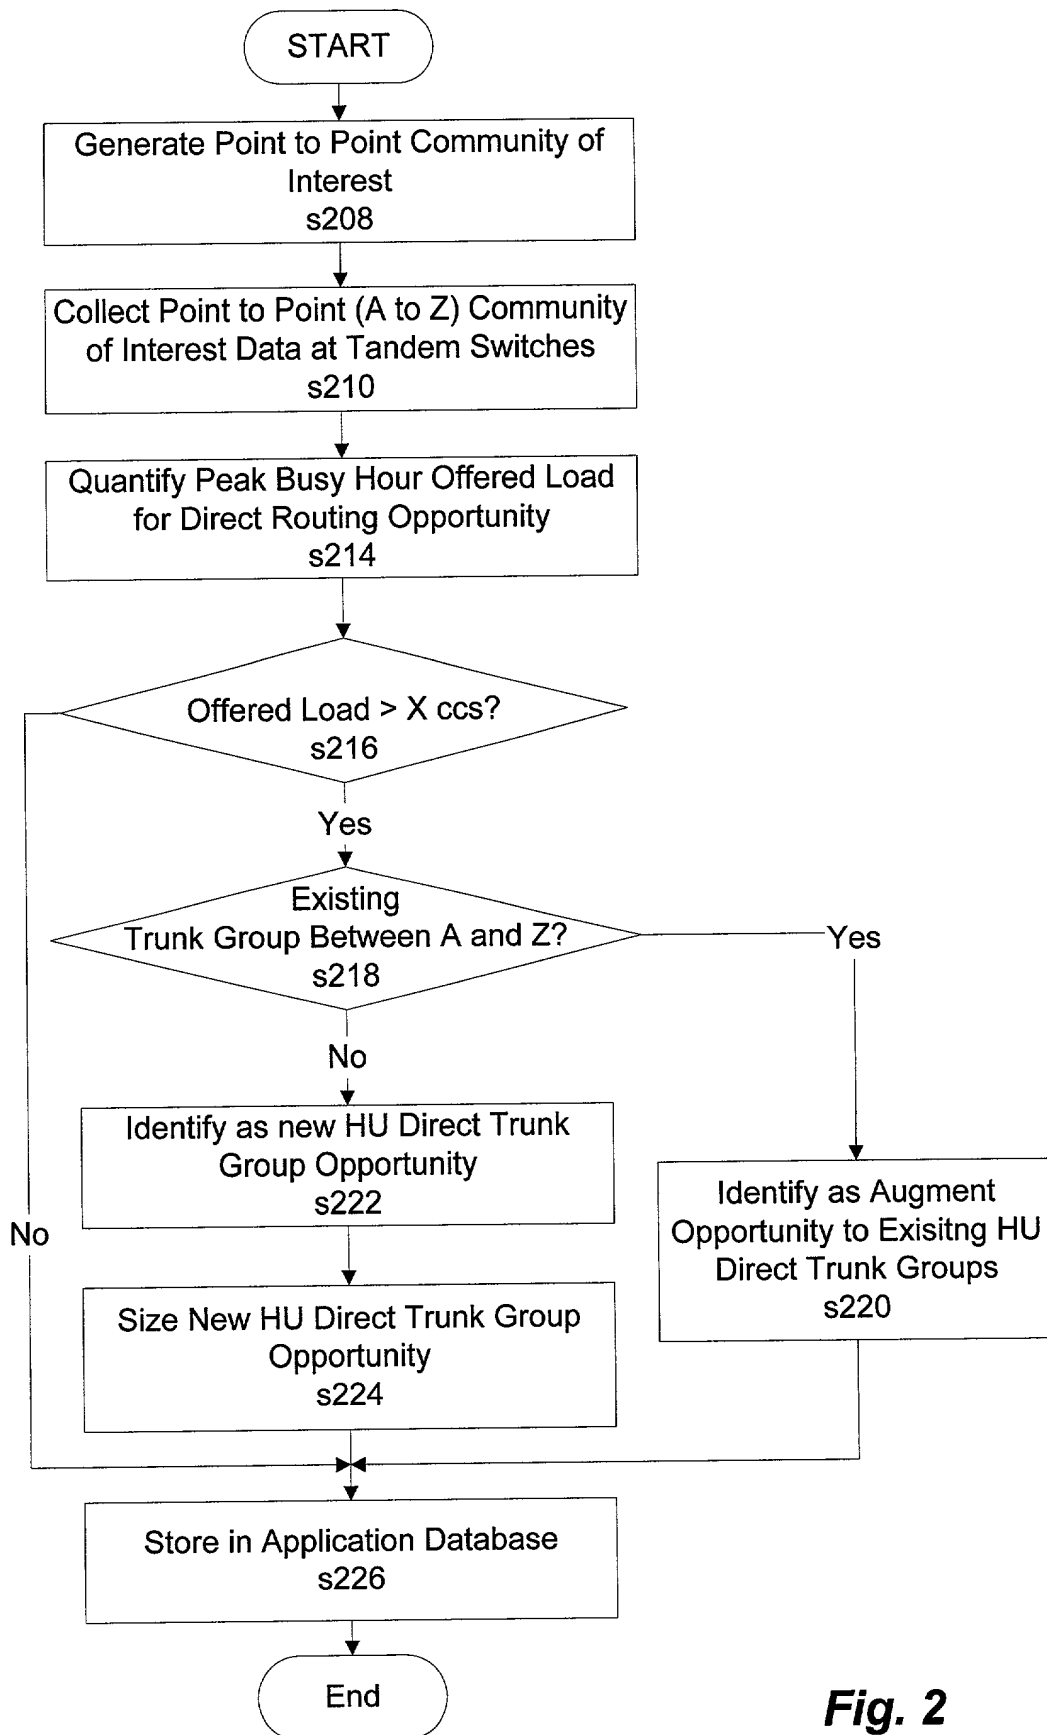 START
Generate Point to Point Community of
Interest
s208
Collect Point to Point (A to Z) Community
of Interest Data at Tandem Switches
s210
Quantify Peak Busy Hour Offered Load
for Direct Routing Opportunity
s214
Offered Load > X ccs?
s216
Yes
Existing
Trunk Group Between A and Z?
s218
Yes
No
Identify as new HU Direct Trunk
Group Opportunity
s222
Identify as Augment
Opportunity to Exisitng HU
Direct Trunk Groups
s220
No
Size New HU Direct Trunk Group
Opportunity
s224
Store in Application Database
s226
End
Fig. 2